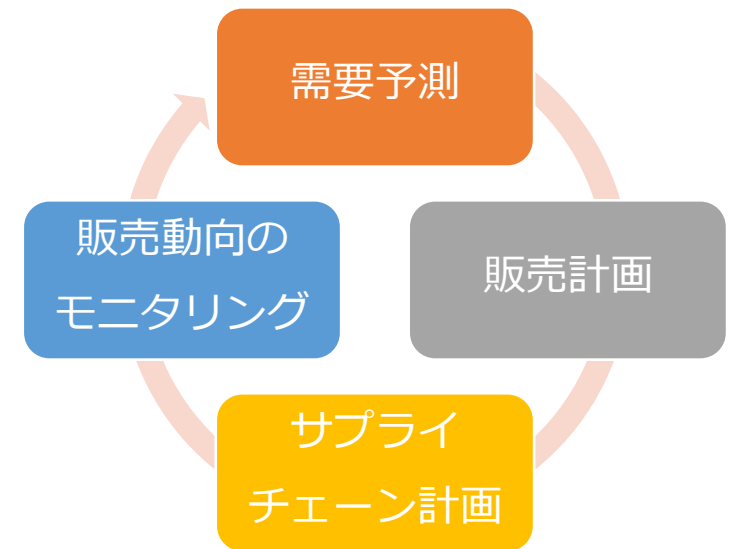 需要予測
販売計画
サプライ
チェーン計画
販売動向の
モニタリング